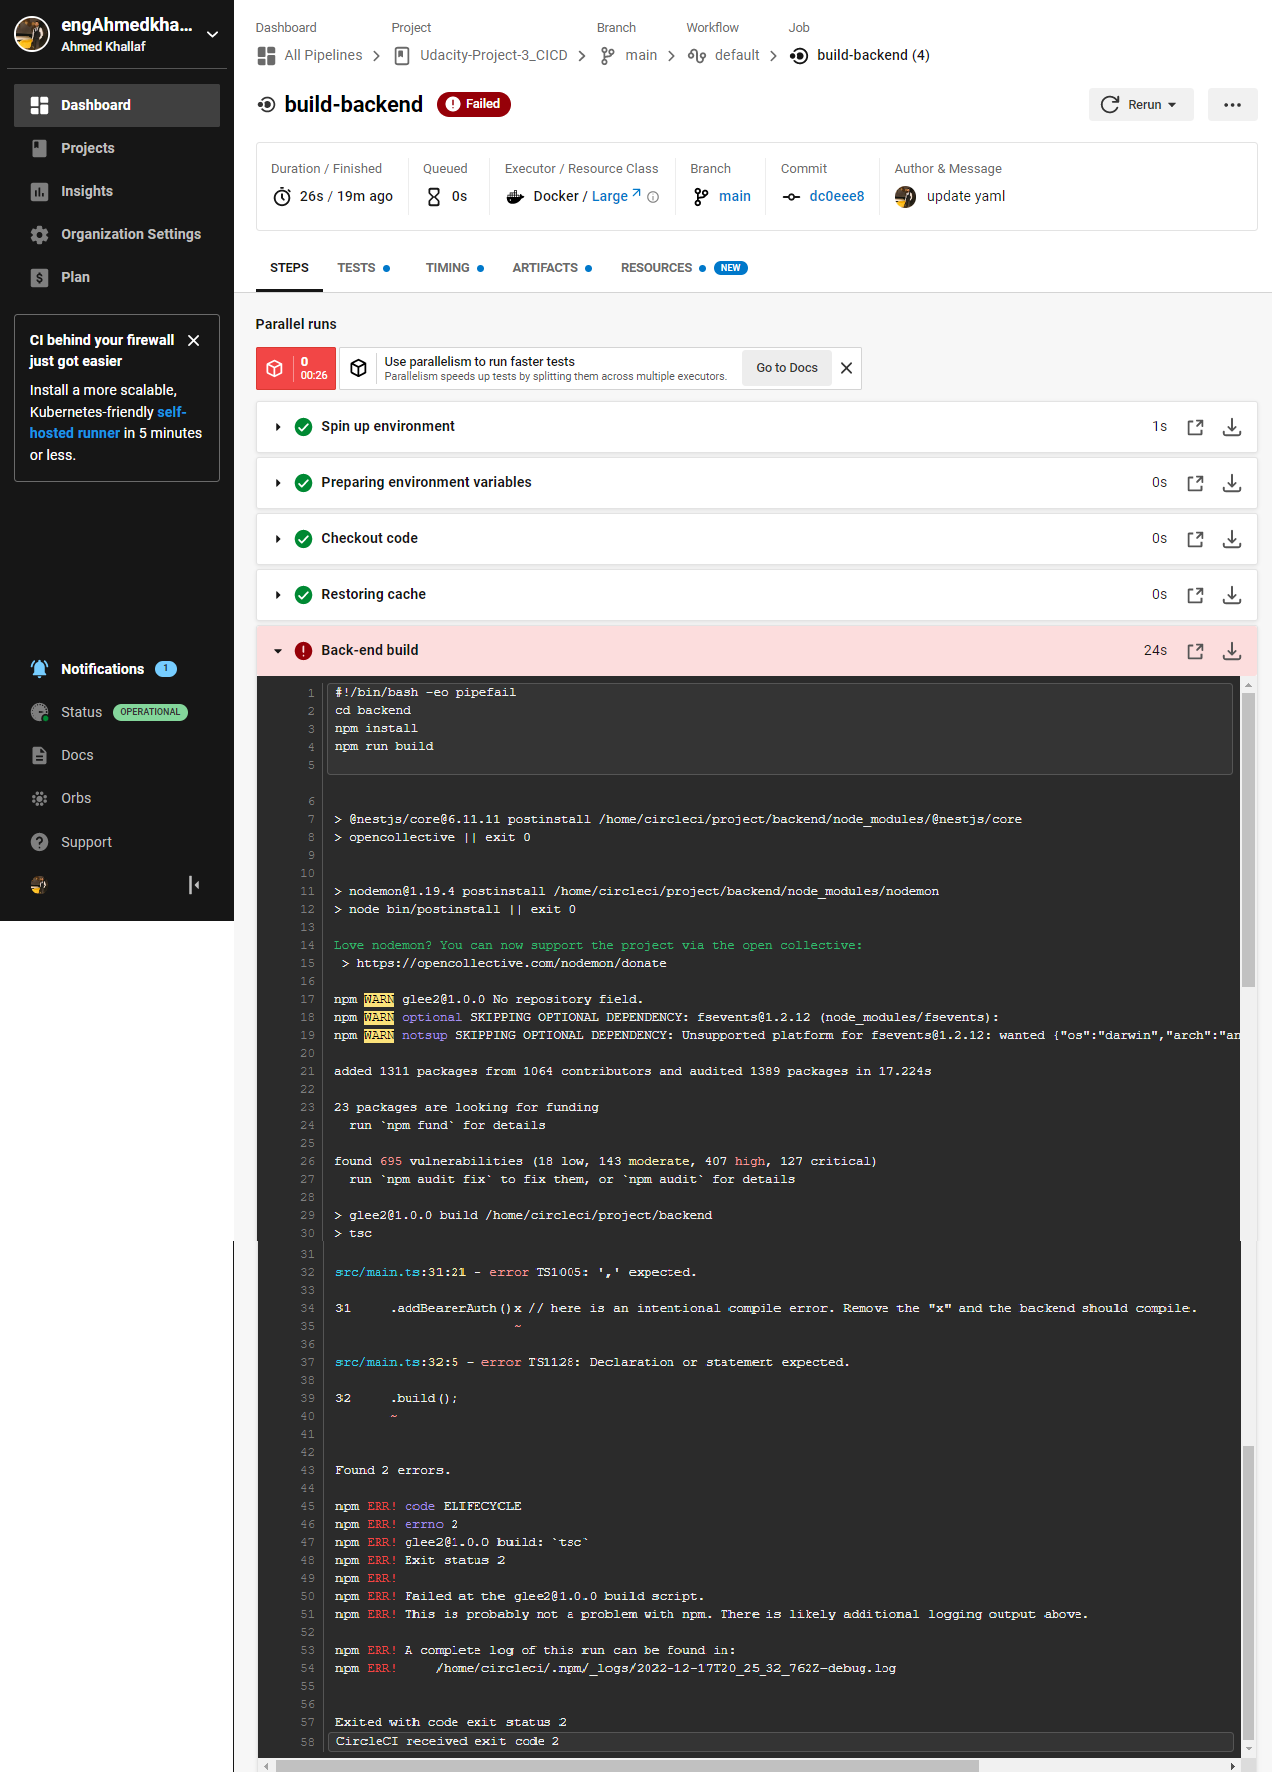 engAhmedkha...
Ahmed Khallaf
Dashboard
Projects
Insights
Organization Settings
Plan
CI behind your firewall
just got easier
Install a more scalable,
Kubernetes-friendly self-
hosted runner in 5 minutes
or less.
Notifications 1
Status OPERATIONAL
Docs
Orbs
Support
Dashboard Project Branch Workflow Job
All Pipelines Udacity-Project-3_CICD main default build-backend (4)
build-backend Failed Rerun
Duration / Finished Queued Executor / Resource Class Branch Commit Author & Message
26s / 19m ago 0s Docker / Large main dc0eee8 update yaml
STEPS TESTS TIMING ARTIFACTS RESOURCES NEW
Parallel runs
0
00:26
Use parallelism to run faster tests
Parallelism speeds up tests by splitting them across multiple executors.
Go to Docs
Spin up environment 1s
Preparing environment variables 0s
Checkout code 0s
Restoring cache 0s
Back-end build 24s
1 #!/bin/bash -eo pipefail
2 cd backend
3 npm install
4 npm run build
5
6
7 > @nestjs/core@6.11.11 postinstall /home/circleci/project/backend/node_modules/@nestjs/core
8 > opencollective || exit 0
9
10
11 > nodemon@1.19.4 postinstall /home/circleci/project/backend/node_modules/nodemon
12 > node bin/postinstall || exit 0
13
14 Love nodemon? You can now support the project via the open collective:
15 > https://opencollective.com/nodemon/donate
16
17 npm WARN glee2@1.0.0 No repository field.
18 npm WARN optional SKIPPING OPTIONAL DEPENDENCY: fsevents@1.2.12 (node_modules/fsevents):
19 npm WARN notsup SKIPPING OPTIONAL DEPENDENCY: Unsupported platform for fsevents@1.2.12: wanted {"os":"darwin","arch":"an
20
21 added 1311 packages from 1064 contributors and audited 1389 packages in 17.224s
22
23 23 packages are looking for funding
24 run `npm fund` for details
25
26 found 695 vulnerabilities (18 low, 143 moderate, 407 high, 127 critical)
27 run `npm audit fix` to fix them, or `npm audit` for details
28
29 > glee2@1.0.0 build /home/circleci/project/backend
30 > tsc
31
32 src/main.ts:31:21 - error TS1005: ',' expected.
33
34 31 .addBearerAuth()x // here is an intentional compile error. Remove the "x" and the backend should compile.
35 ~
36
37 src/main.ts:32:5 - error TS1128: Declaration or statement expected.
38
39 32 .build();
40 ~
41
42
43 Found 2 errors.
44
45 npm ERR! code ELIFECYCLE
46 npm ERR! errno 2
47 npm ERR! glee2@1.0.0 build: `tsc`
48 npm ERR! Exit status 2
49 npm ERR!
50 npm ERR! Failed at the glee2@1.0.0 build script.
51 npm ERR! This is probably not a problem with npm. There is likely additional logging output above.
52
53 npm ERR! A complete log of this run can be found in:
54 npm ERR! /home/circleci/.npm/_logs/2022-12-17T20_25_32_762Z-debug.log
55
56
57 Exited with code exit status 2
58 CircleCI received exit code 2